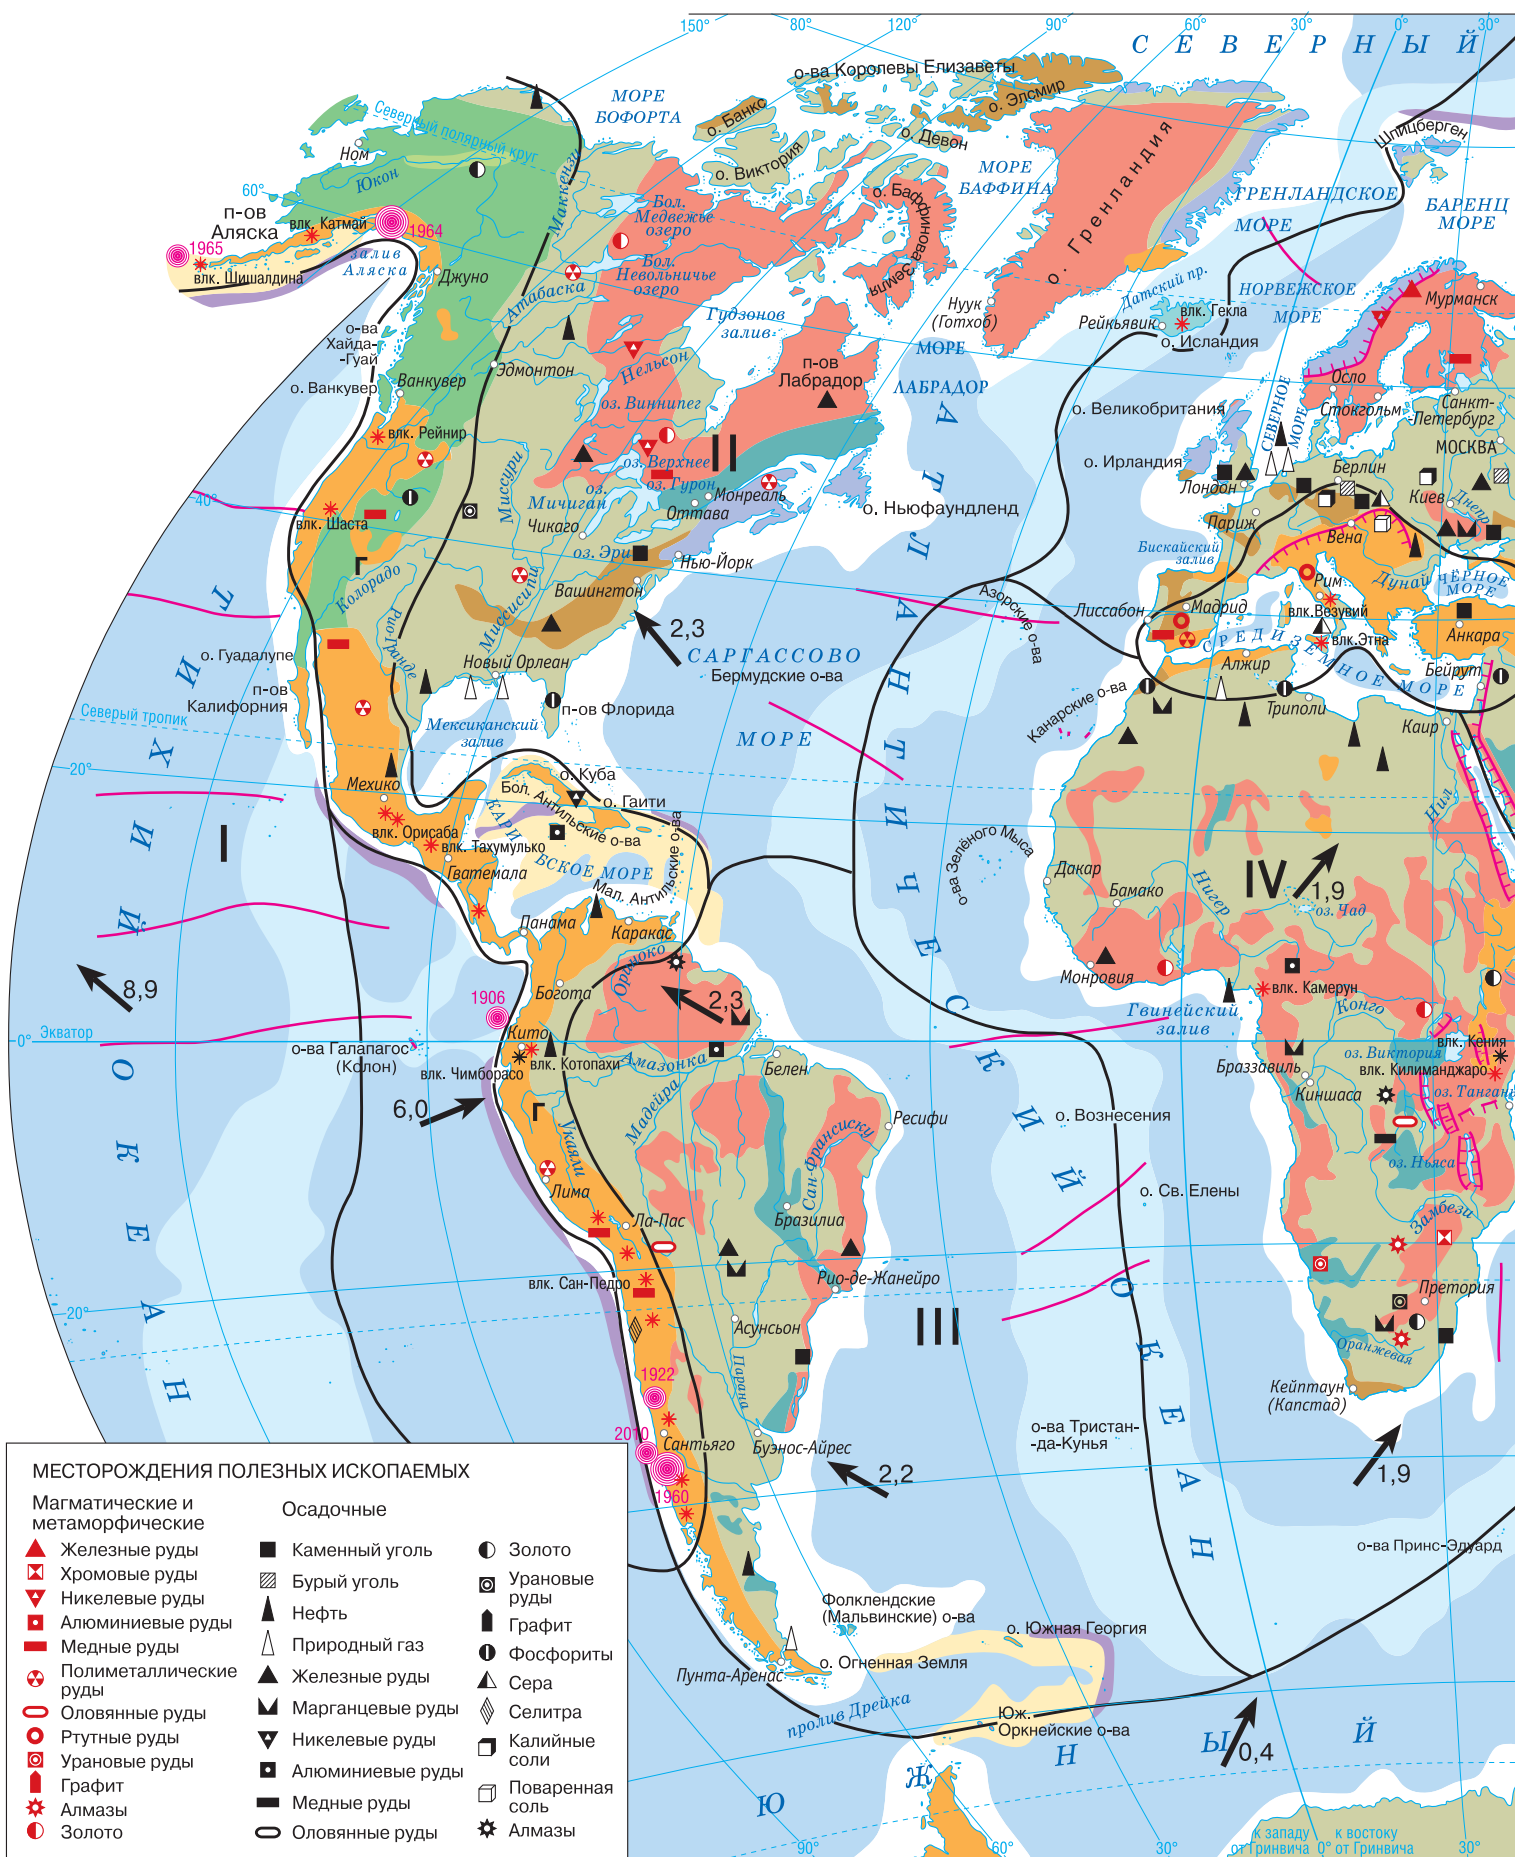 150°
80°
120°
90°
60°
30°
0°
30°
С Е В Е Р Н Ы Й
о-ва Королевы Елизаветы
о. Элсмир
МОРЕ
БОФОРТА
о. Банкс
о. Девон
о. Виктория
Шпицберген
Северный полярный круг
Ном
Юкон
Маккензи
МОРЕ
БАФФИНА
о. Гренландия
ГРЕНЛАНДСКОЕ
МОРЕ
БАРЕНЦ
МОРЕ
60°
п-ов
Аляска
влк. Катмай
1964
1965
влк. Шишалдина
залив
Аляска
Джуно
Бол.
Медвежье
озеро
Бол.
Невольничье
озеро
о. Баффинова Земля
Атабаска
Гудзонов
залив
Нуук
(Готхоб)
Датский пр.
НОРВЕЖСКОЕ
МОРЕ
Мурманск
Рейкьявик
влк. Гекла
о. Исландия
о-ва
Хайда-
-Гуай
о. Ванкувер
Ванкувер
Эдмонтон
Нельсон
п-ов
Лабрадор
МОРЕ
ЛАБРАДОР
Осло
Стокгольм
Санкт-
-Петербург
МОСКВА
оз. Виннипег
влк. Рейнир
о. Великобритания
СЕВЕРНОЕ
МОРЕ
II
оз. Верхнее
оз. Гурон
Монреаль
Оттава
о. Ирландия
Лондон
Берлин
Киев
Днепр
40°
влк. Шаста
Миссури
оз.
Мичиган
Чикаго
о. Ньюфаундленд
Париж
Вена
Г
оз. Эри
Нью-Йорк
Бискайский
залив
Дунай
ЧЁРНОЕ
МОРЕ
Колорадо
Вашингтон
Азорские о-ва
Рим
влк.Везувий
Миссисипи
Лиссабон
Мадрид
Анкара
Рио-Гранде
2,3
влк.Этна
о. Гуадалупе
Новый Орлеан
САРГАССОВО
Бермудские о-ва
СРЕДИЗЕМНОЕ МОРЕ
Алжир
Бейрут
п-ов
Калифорния
п-ов Флорида
Канарские о-ва
Триполи
Северый тропик
Мексиканский
залив
МОРЕ
Каир
20°
Мехико
о. Куба
Бол. Антильские о-ва
о. Гаити
Нил
влк. Орисаба
влк. Тахумулько
КАРИБСКОЕ МОРЕ
Мал. Антильские о-ва
Гватемала
I
о-ва Зелёного Мыса
Дакар
Бамако
Нигер
IV
1,9
оз. Чад
Панама
Каракас
Ориноко
8,9
Богота
2,3
Монровия
влк. Камерун
1906
Гвинейский
залив
Конго
Экватор
0°
Кито
о-ва Галапагос
(Колон)
влк. Котопахи
Амазонка
Белен
влк. Чимборасо
влк. Кения
оз. Виктория
Браззавиль
влк. Килиманджаро
6,0
Г
Мадейра
Ресифи
Киншаса
оз. Танган
Укаяли
Сан-Франсиску
о. Вознесения
оз. Ньяса
Лима
о. Св. Елены
Ла-Пас
Бразилиа
Замбези
влк. Сан-Педро
Рио-де-Жанейро
Претория
20°
III
Асунсьон
Оранжевая
Парана
1922
Кейптаун
(Капстад)
о-ва Тристан-
-да-Кунья
2010
Сантьяго
Буэнос-Айрес
2,2
1,9
1960
о-ва Принс-Эдуард
Фолклендские
(Мальвинские) о-ва
о. Южная Георгия
о. Огненная Земля
Пунта-Аренас
пролив Дрейка
Юж.
Оркнейские о-ва
0,4
Т И Х И Й
О К Е А Н
А Т Л А Н Т И Ч Е С К И Й
О К Е А Н
Ю Ж Н Ы Й
90°
60°
30°
к западу
от Гринвича
0°
к востоку
от Гринвича
30°
МЕСТОРОЖДЕНИЯ ПОЛЕЗНЫХ ИСКОПАЕМЫХ
Магматические и
метаморфические
Железные руды
Хромовые руды
Никелевые руды
Алюминиевые руды
Медные руды
Полиметаллические
руды
Оловянные руды
Ртутные руды
Урановые руды
Графит
Алмазы
Золото
Осадочные
Каменный уголь
Бурый уголь
Нефть
Природный газ
Железные руды
Марганцевые руды
Никелевые руды
Алюминиевые руды
Медные руды
Оловянные руды
Золото
Урановые
руды
Графит
Фосфориты
Сера
Селитра
Калийные
соли
Поваренная
соль
Алмазы